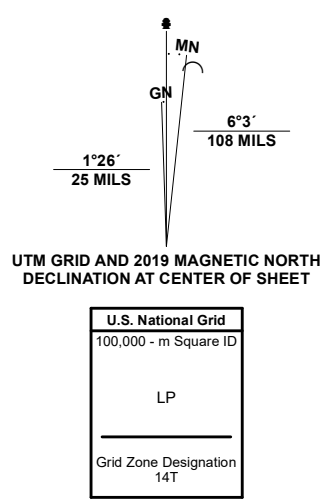 MN
GN
6°3´
108 MILS
1°26´
25 MILS
UTM GRID AND 2019 MAGNETIC NORTH
DECLINATION AT CENTER OF SHEET
U.S. National Grid
100,000 - m Square ID
LP
Grid Zone Designation
14T